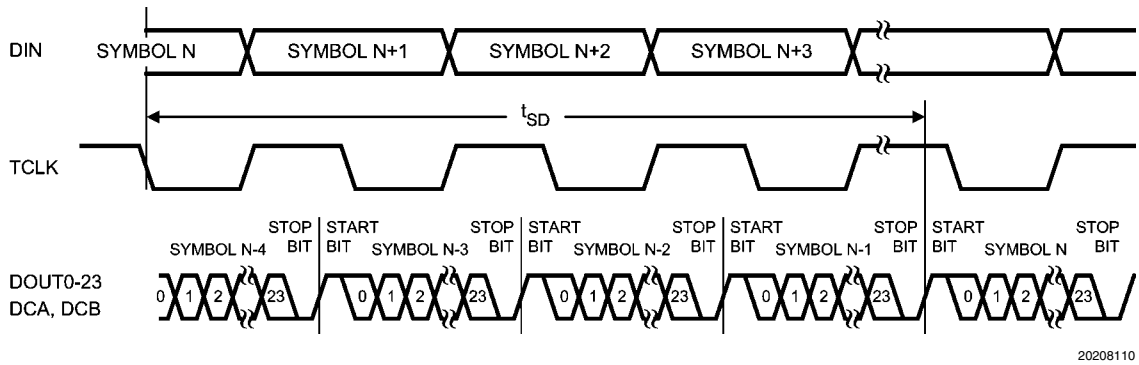 DIN
SYMBOL N
SYMBOL N+1
SYMBOL N+2
SYMBOL N+3
tSD
TCLK
STOP
BIT
START
BIT
STOP
BIT
START
BIT
STOP
BIT
START
BIT
STOP
BIT
START
BIT
STOP
BIT
SYMBOL N-4
SYMBOL N-3
SYMBOL N-2
SYMBOL N-1
SYMBOL N
DOUT0-23
DCA, DCB
0 1 2 23
0 1 2 23
0 1 2 23
0 1 2 23
0 1 2 23
20208110